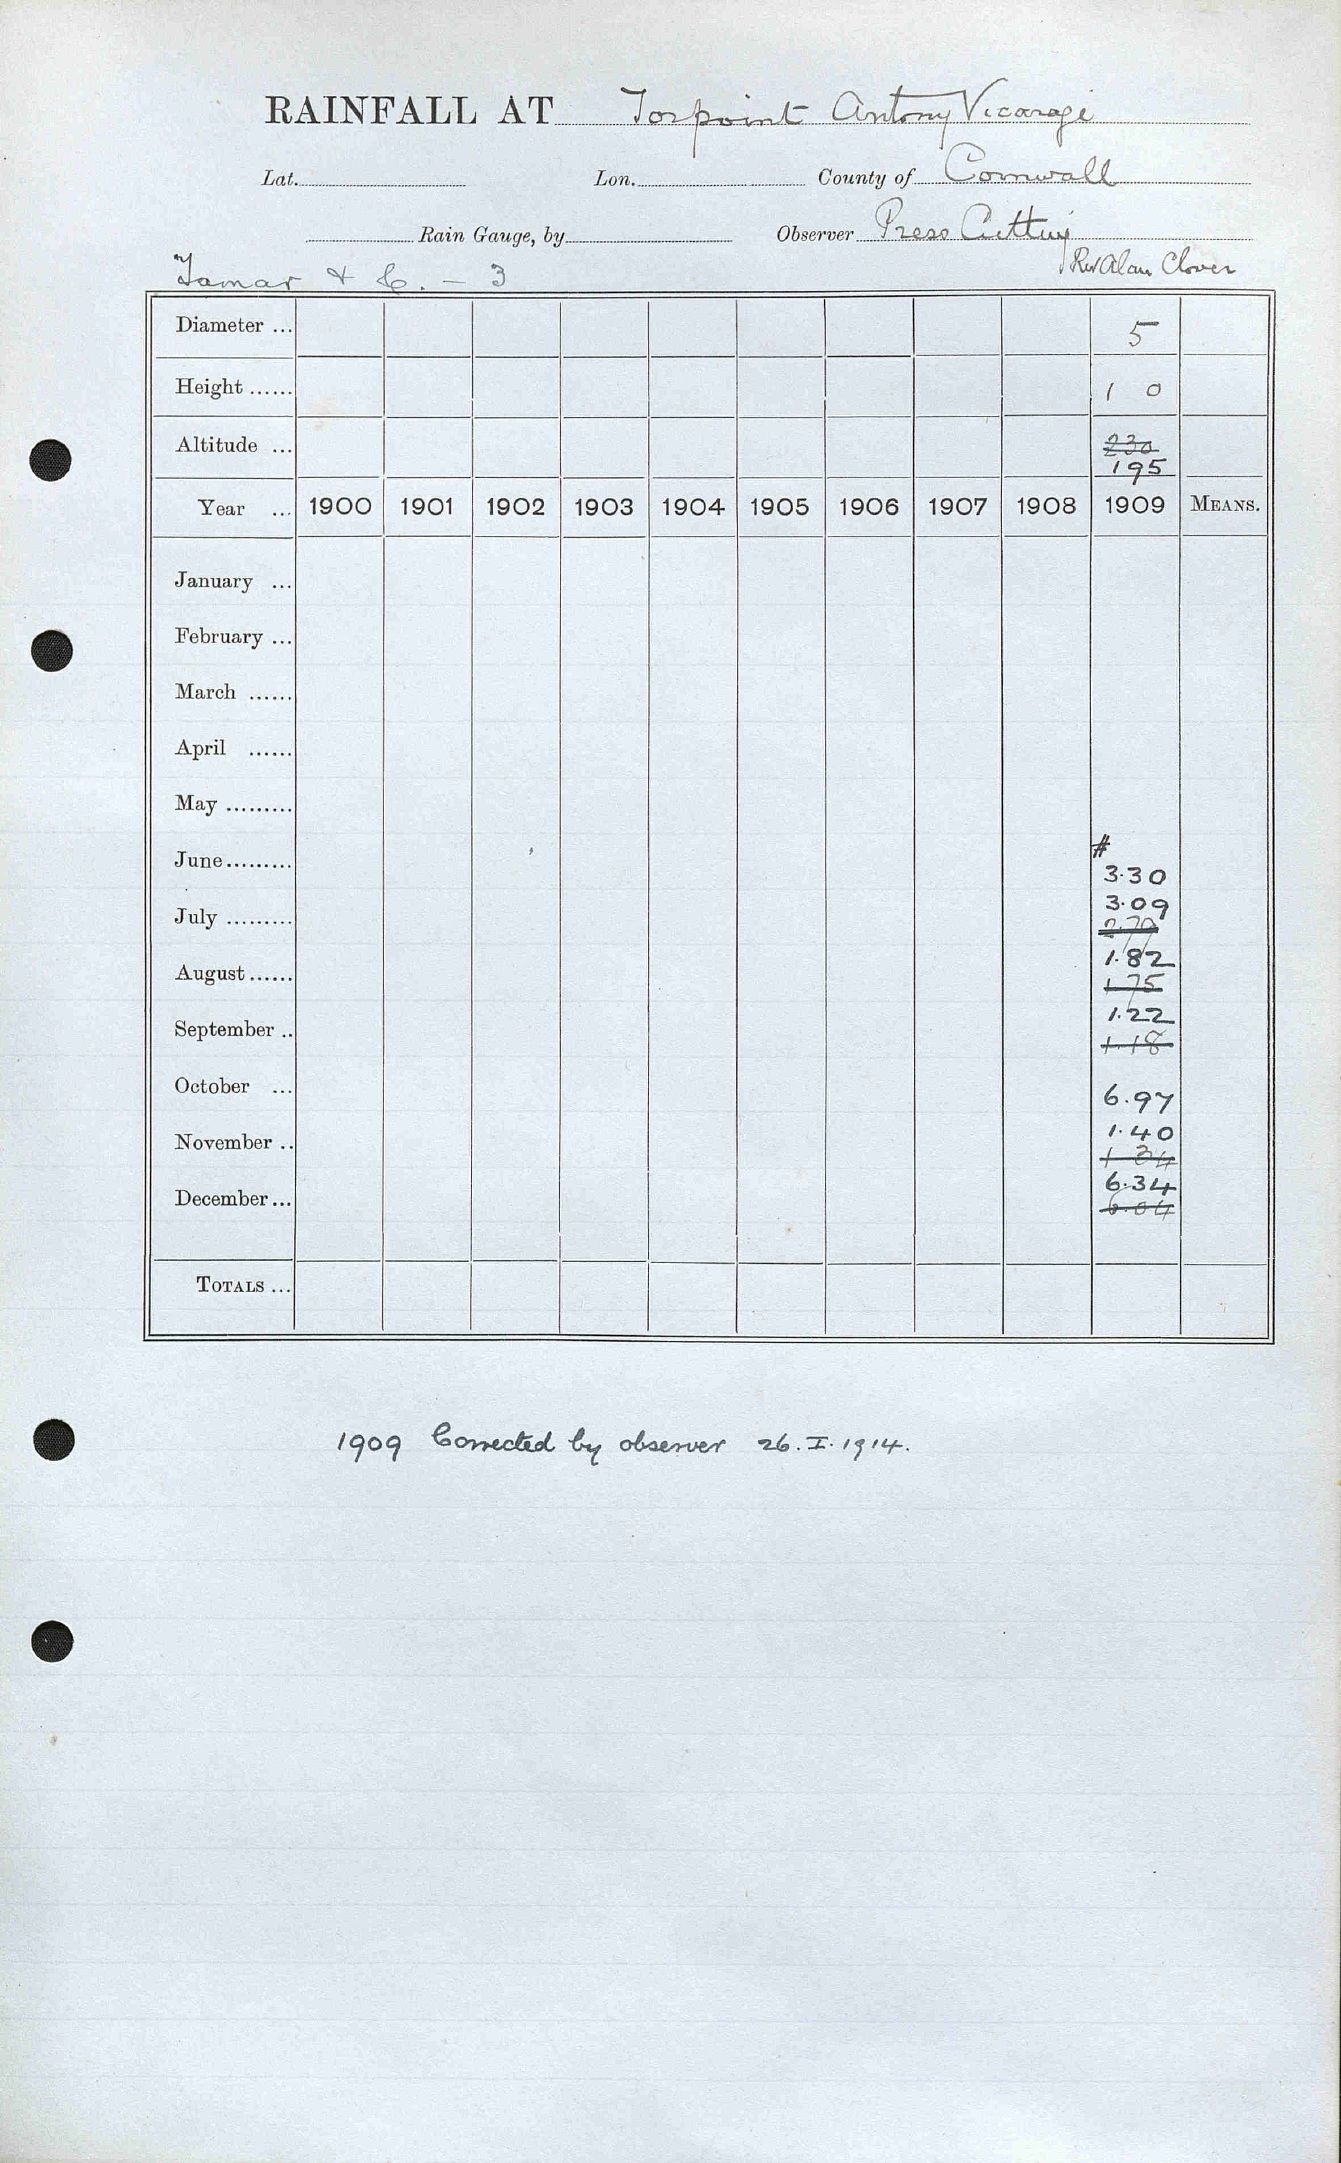 RAINFALL AT Torpoint Antony Vicarage
Lat. Lon. County of Cornwall
Rain Gauge, by Observer Press Cutting
Rev Alan Clover
Tamar & C. - 3
Diameter ... 5
Height ...... 1 0
Altitude ... 230
195
Year ... 1900 1901 1902 1903 1904 1905 1906 1907 1908 1909 MEANS.
January ...
February ...
March ......
April ......
May .........
#
June......... 3.30
July ......... 3.09
2.79
August...... 1.82
1.75
September .. 1.22
1.18
October ... 6.97
November .. 1.40
1 34
December... 6.34
6.04
TOTALS ...
1909 Corrected by observer 26.I.1914.